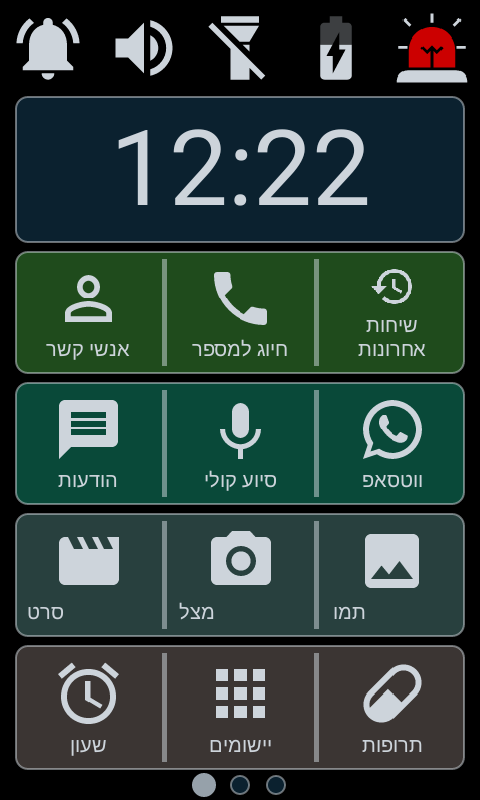 12:22
שיחות
אחרונות
חיוג למספר
אנשי קשר
ווטסאפ
סיוע קולי
הודעות
תמו
מצל
סרט
תרופות
יישומים
שעון